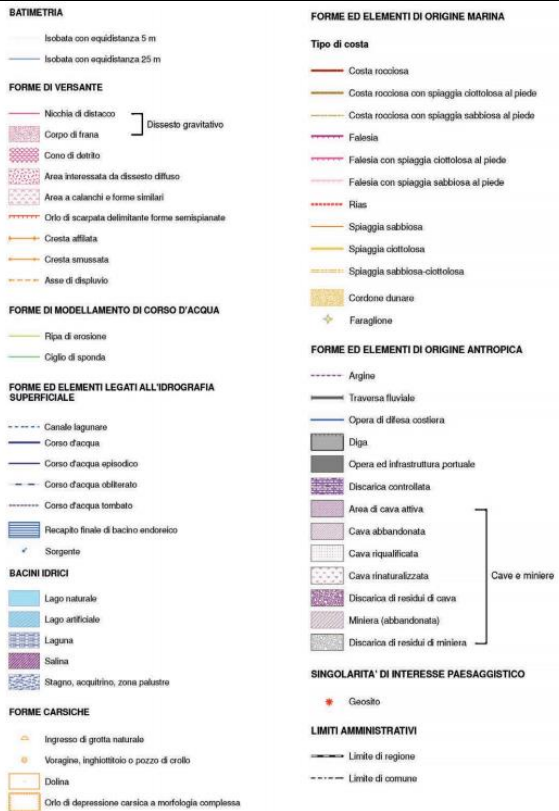 BATIMETRIA
Isobata con equidistanza 5 m
Isobata con equidistanza 25 m
FORME DI VERSANTE
Nicchia di distacco
Corpo di frana
Dissesto gravitativo
Cono di detrito
Area interessata da dissesto diffuso
Area a calanchi e forme similari
Orlo di scarpata delimitante forme semispianate
Cresta affilata
Cresta smussata
Asse di displuvio
FORME DI MODELLAMENTO DI CORSO D'ACQUA
Ripa di erosione
Ciglio di sponda
FORME ED ELEMENTI LEGATI ALL'IDROGRAFIA
SUPERFICIALE
Canale lagunare
Corso d'acqua
Corso d'acqua episodico
Corso d'acqua obliterato
Corso d'acqua tombato
Recapito finale di bacino endoreico
Sorgente
BACINI IDRICI
Lago naturale
Lago artificiale
Laguna
Salina
Stagno, acquitrino, zona palustre
FORME CARSICHE
Ingresso di grotta naturale
Voragine, inghiottitoio o pozzo di crollo
Dolina
Orlo di depressione carsica a morfologia complessa
FORME ED ELEMENTI DI ORIGINE MARINA
Tipo di costa
Costa rocciosa
Costa rocciosa con spiaggia ciottolosa al piede
Costa rocciosa con spiaggia sabbiosa al piede
Falesia
Falesia con spiaggia ciottolosa al piede
Falesia con spiaggia sabbiosa al piede
Rias
Spiaggia sabbiosa
Spiaggia ciottolosa
Spiaggia sabbiosa-ciottolosa
Cordone dunare
Faraglione
FORME ED ELEMENTI DI ORIGINE ANTROPICA
Argine
Traversa fluviale
Opera di difesa costiera
Diga
Opera ed infrastruttura portuale
Discarica controllata
Area di cava attiva
Cava abbandonata
Cava riqualificata
Cava rinaturalizzata
Cave e miniere
Discarica di residui di cava
Miniera (abbandonata)
Discarica di residui di miniera
SINGOLARITA' DI INTERESSE PAESAGGISTICO
Geosito
LIMITI AMMINISTRATIVI
Limite di regione
Limite di comune